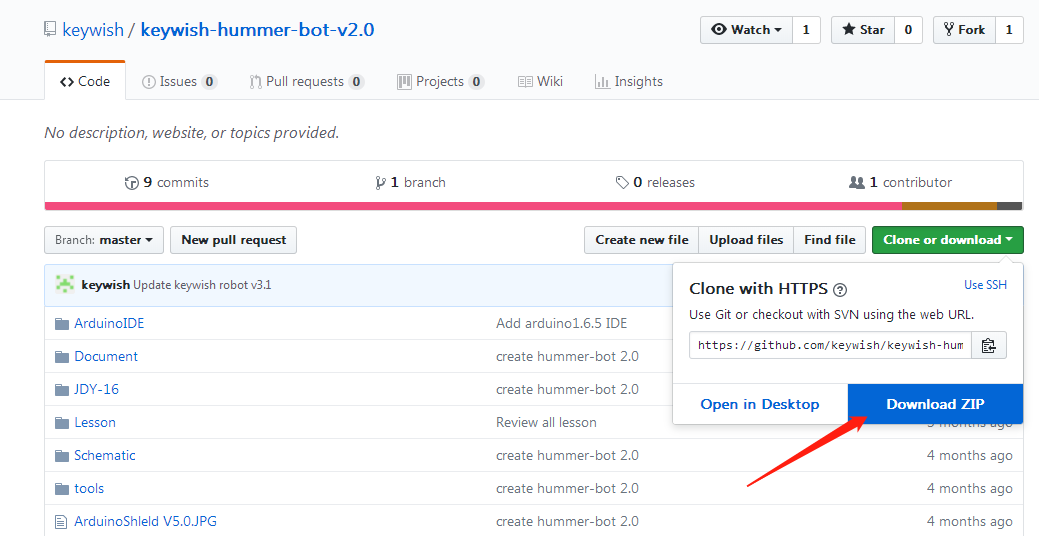 keywish / keywish-hummer-bot-v2.0
Watch 1 Star 0 Fork 1
Code Issues 0 Pull requests 0 Projects 0 Wiki Insights
No description, website, or topics provided.
9 commits 1 branch 0 releases 1 contributor
Branch: master New pull request Create new file Upload files Find file Clone or download
keywish Update keywish robot v3.1
Clone with HTTPS ? Use SSH
Use Git or checkout with SVN using the web URL.
https://github.com/keywish/keywish-hum
Open in Desktop Download ZIP
ArduinoIDE Add arduino1.6.5 IDE
Document create hummer-bot 2.0
JDY-16 create hummer-bot 2.0
Lesson Review all lesson months ago
Schematic create hummer-bot 2.0 4 months ago
tools create hummer-bot 2.0 4 months ago
ArduinoShleld V5.0.JPG create hummer-bot 2.0 4 months ago